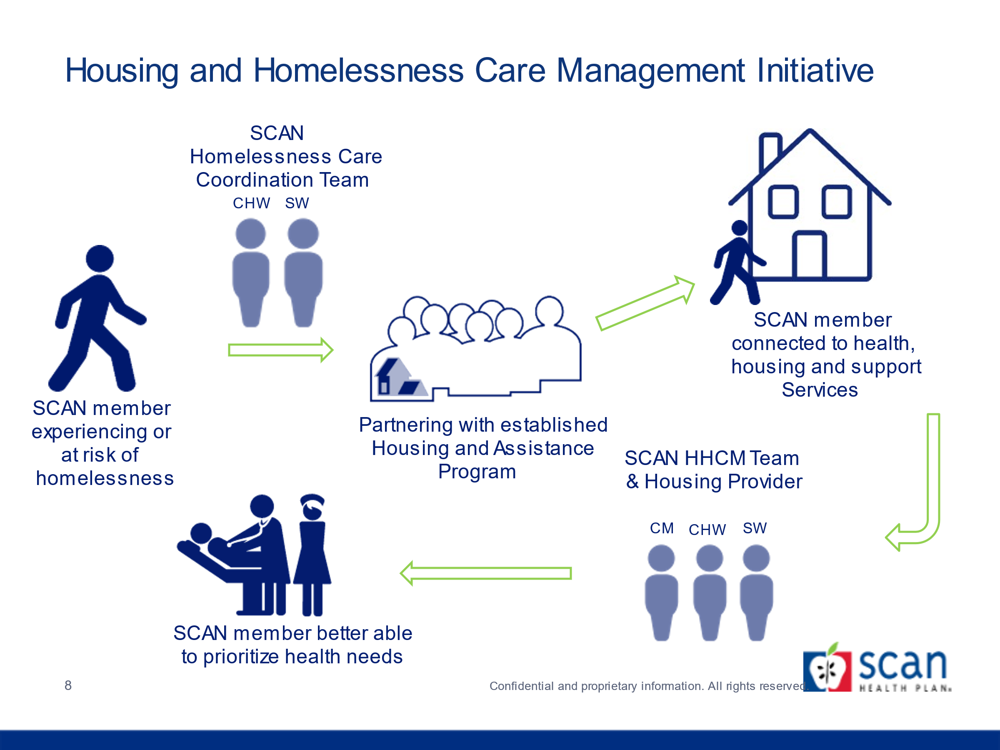 Housing and Homelessness Care Management Initiative
SCAN
Homelessness Care
Coordination Team
CHW SW
SCAN member
experiencing or
at risk of
homelessness
Partnering with established
Housing and Assistance
Program
SCAN member
connected to health,
housing and support
Services
SCAN HHCM Team
& Housing Provider
CM CHW SW
SCAN member better able
to prioritize health needs
8
Confidential and proprietary information. All rights reserved.
scan
HEALTH PLAN®